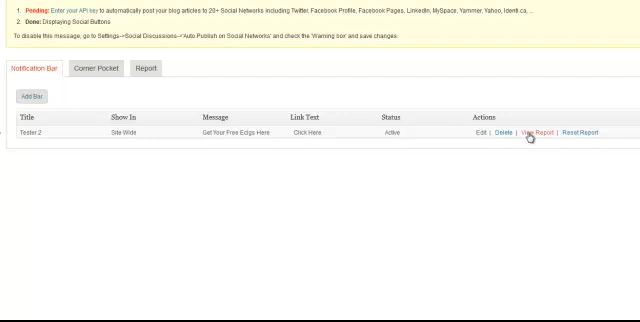 1. Pending: Enter your API key to automatically post your blog articles to 20+ Social Networks including Twitter, Facebook Profile, Facebook Pages, LinkedIn, MySpace, Yammer, Yahoo, Identi.ca, ...
2. Done: Displaying Social Buttons
To disable this message, go to Settings->Social Discussions->'Auto Publish on Social Networks' and check the 'Warning box' and save changes.
Notification Bar Corner Pocket Report
Add Bar
Title Show In Message Link Text Status Actions
Tester 2 Site Wide Get Your Free Ecigs Here Click Here Active Edit | Delete | View Report | Reset Report